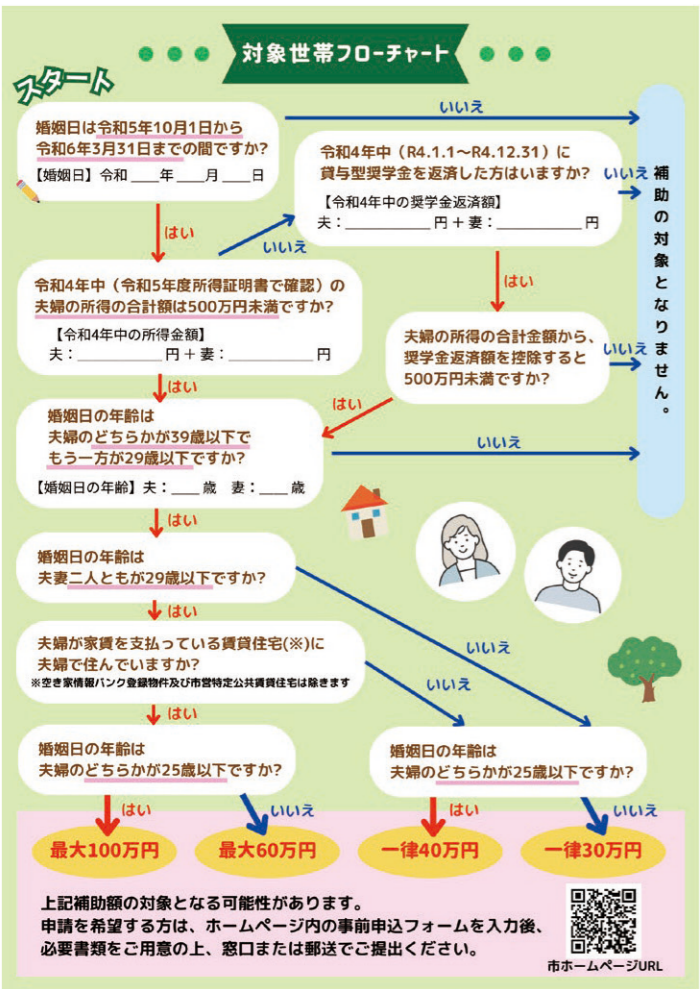 対象世帯フローチャート
スタート
婚姻日は令和5年10月1日から
令和6年3月31日までの間ですか?
【婚姻日】令和 ___年___月___日
いいえ
はい
いいえ
令和4年中（R4.1.1〜R4.12.31）に
貸与型奨学金を返済した方はいますか?
【令和4年中の奨学金返済額】
夫：__________ 円 + 妻：__________ 円
いいえ
はい
補助の対象となりません。
令和4年中（令和5年度所得証明書で確認）の
夫婦の所得の合計額は500万円未満ですか?
【令和4年中の所得金額】
夫：__________ 円 + 妻：__________ 円
はい
夫婦の所得の合計金額から、
奨学金返済額を控除すると
500万円未満ですか?
いいえ
はい
婚姻日の年齢は
夫婦のどちらかが39歳以下で
もう一方が29歳以下ですか?
【婚姻日の年齢】夫：___ 歳 妻：___ 歳
いいえ
はい
婚姻日の年齢は
夫妻二人ともが29歳以下ですか?
いいえ
はい
夫婦が家賃を支払っている賃貸住宅(※)に
夫婦で住んでいますか?
※空き家情報バンク登録物件及び市営特定公共賃貸住宅は除きます
いいえ
はい
婚姻日の年齢は
夫婦のどちらかが25歳以下ですか?
婚姻日の年齢は
夫婦のどちらかが25歳以下ですか?
はい
いいえ
はい
いいえ
最大100万円
最大60万円
一律40万円
一律30万円
上記補助額の対象となる可能性があります。
申請を希望する方は、ホームページ内の事前申込フォームを入力後、
必要書類をご用意の上、窓口または郵送でご提出ください。
市ホームページURL